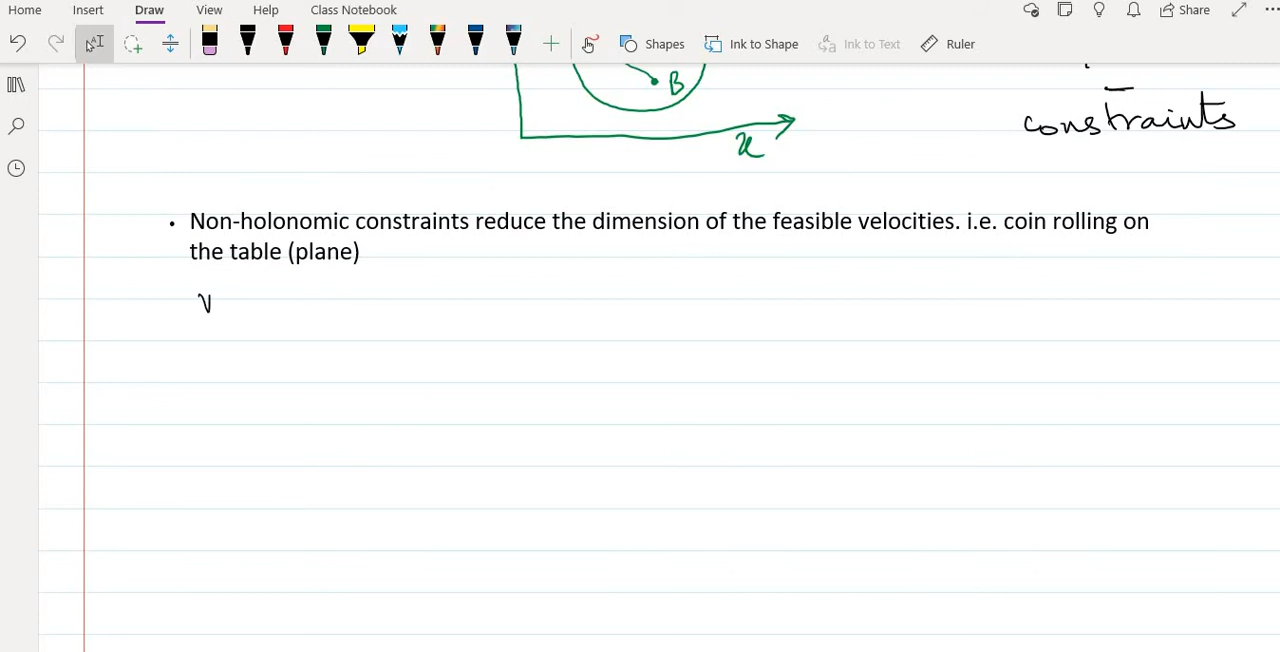 Home Insert Draw View Help Class Notebook Share
Shapes Ink to Shape Ink to Text Ruler
B
constraints
x
• Non-holonomic constraints reduce the dimension of the feasible velocities. i.e. coin rolling on
the table (plane)